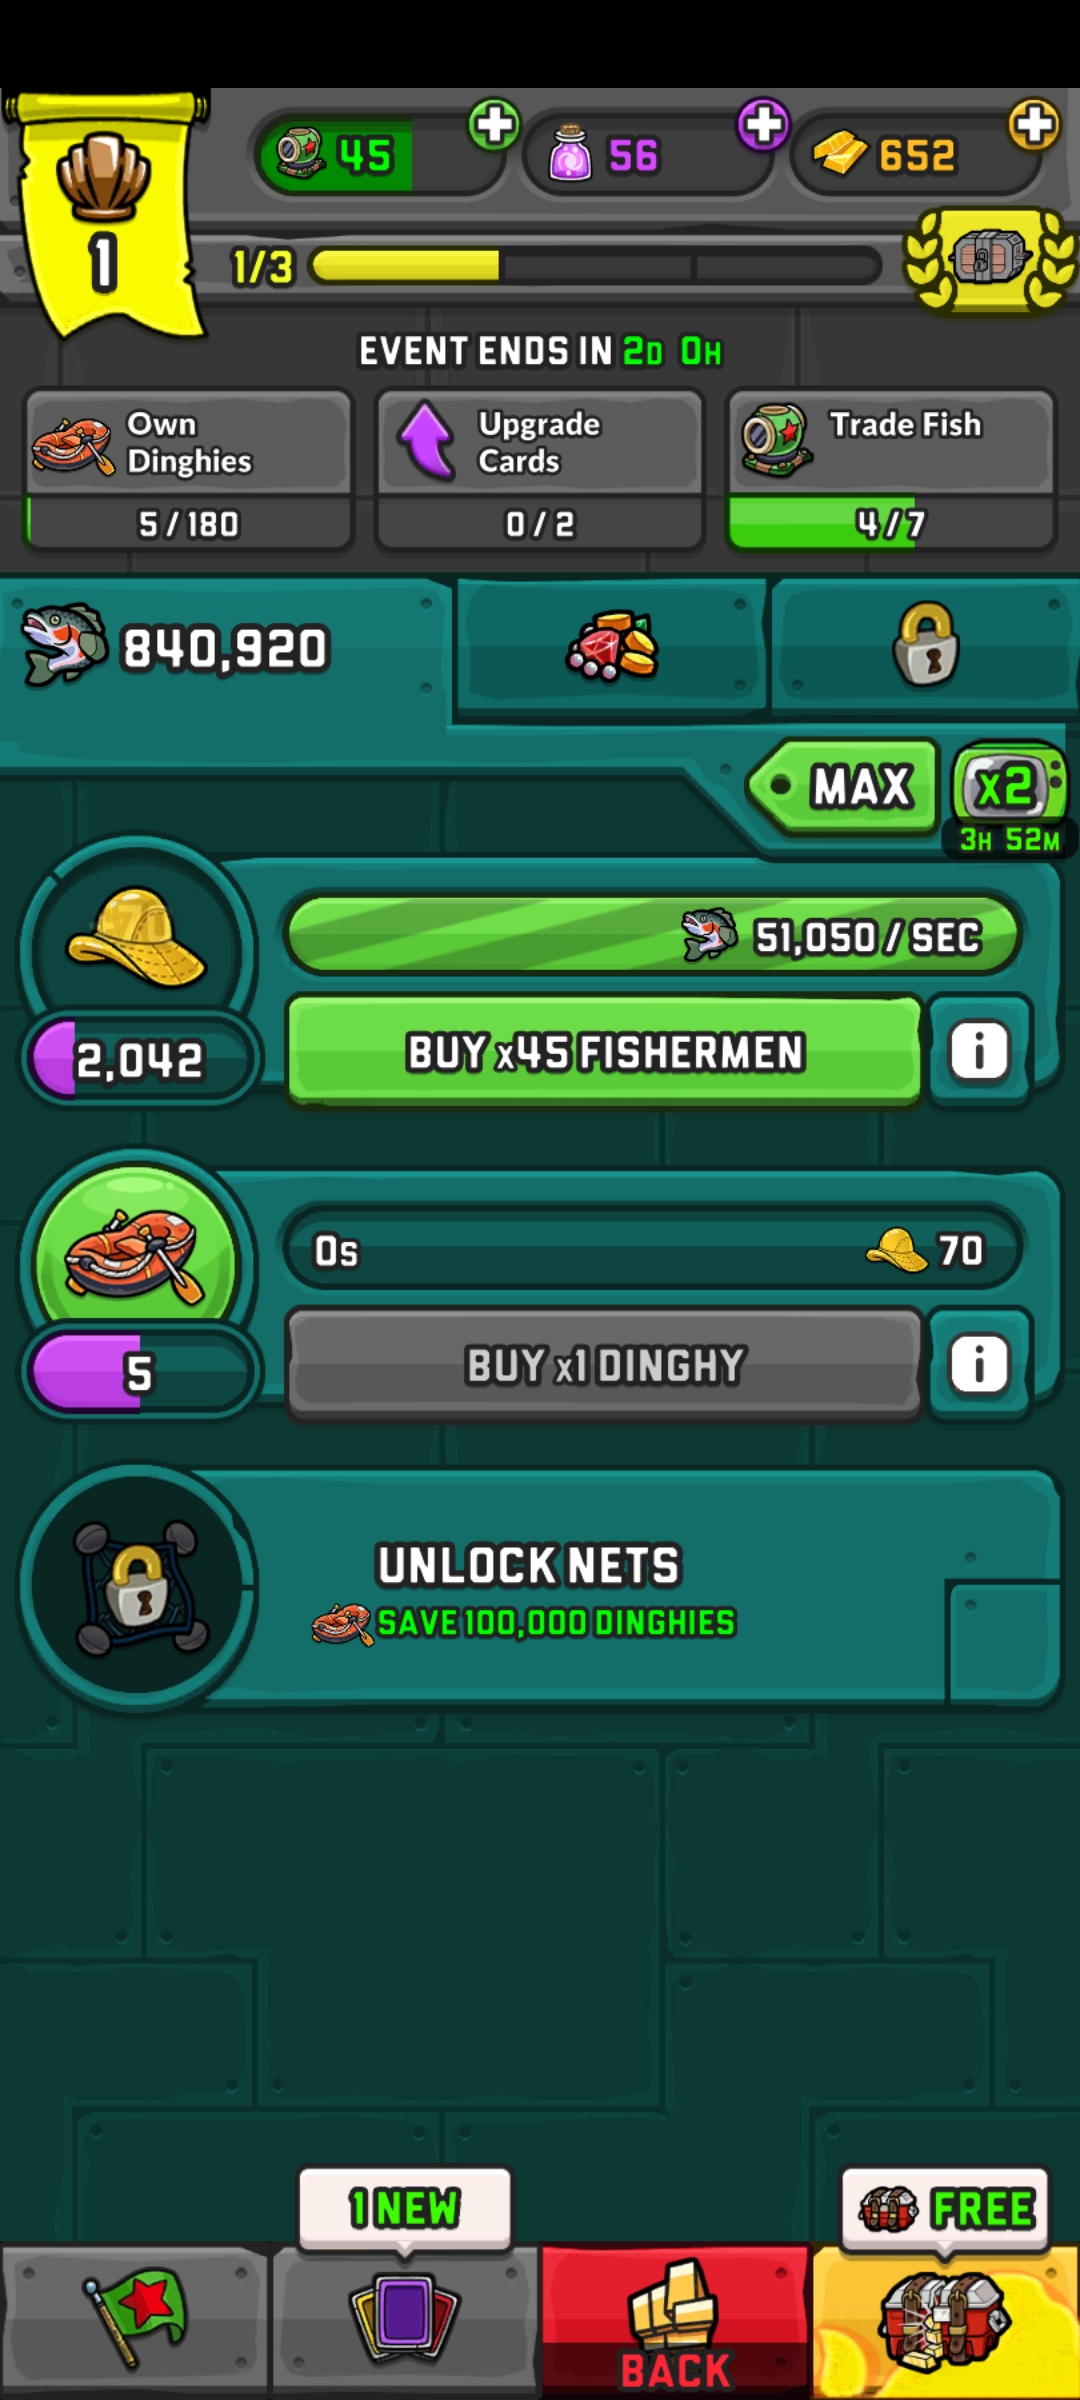 45
56
652
1
1/3
EVENT ENDS IN 2D 0H
Own
Dinghies
Upgrade
Cards
Trade Fish
5 / 180
0 / 2
4 / 7
840,920
MAX
x2
3H 52M
51,050 / SEC
2,042
BUY x45 FISHERMEN
i
0s
70
5
BUY x1 DINGHY
i
UNLOCK NETS
SAVE 100,000 DINGHIES
1 NEW
FREE
BACK